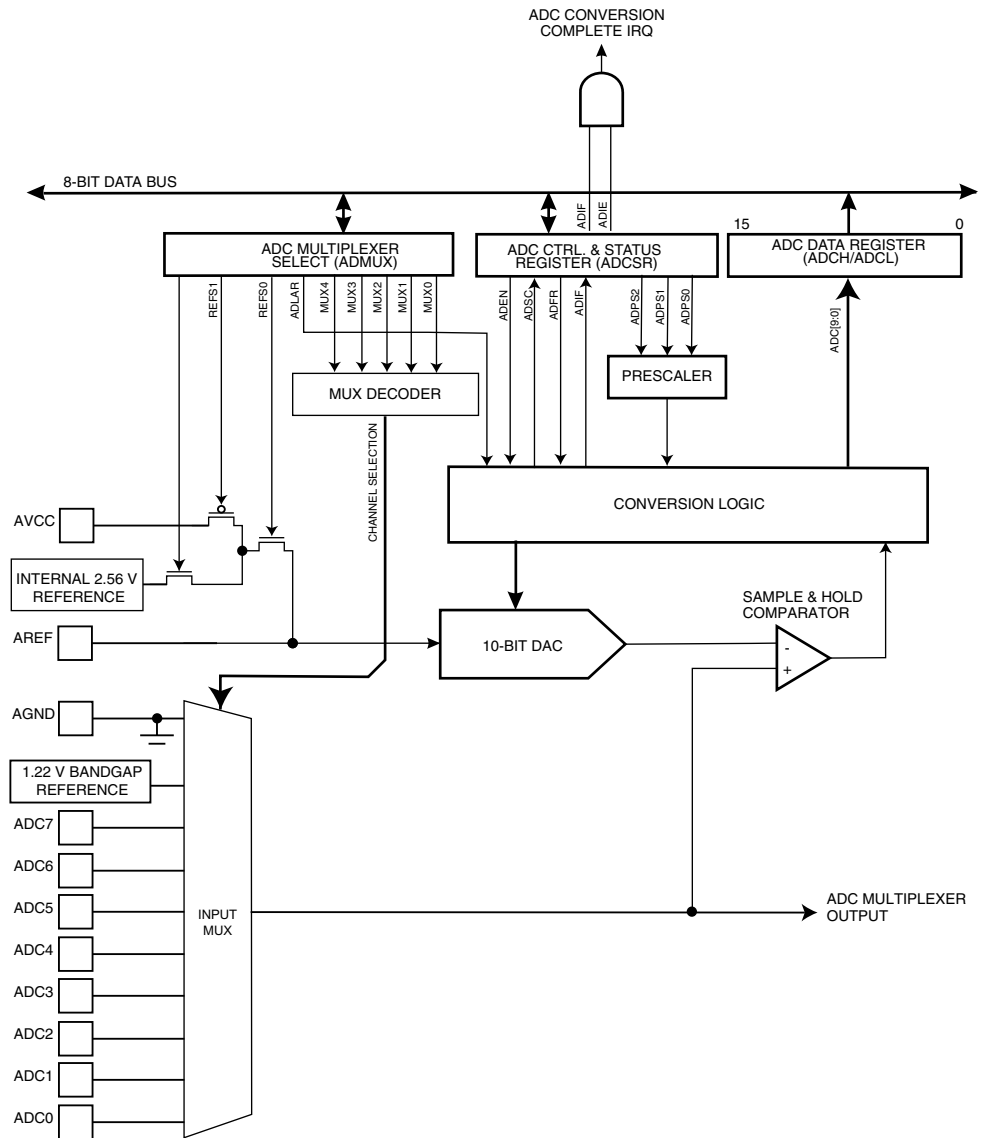 ADC CONVERSION
COMPLETE IRQ
8-BIT DATA BUS
ADIF
ADIE
15
0
ADC MULTIPLEXER
SELECT (ADMUX)
ADC CTRL. & STATUS
REGISTER (ADCSR)
ADC DATA REGISTER
(ADCH/ADCL)
REFS1
REFS0
ADLAR
MUX4
MUX3
MUX2
MUX1
MUX0
ADEN
ADSC
ADFR
ADIF
ADPS2
ADPS1
ADPS0
ADC[9:0]
MUX DECODER
PRESCALER
CHANNEL SELECTION
CONVERSION LOGIC
AVCC
INTERNAL 2.56 V
REFERENCE
SAMPLE & HOLD
COMPARATOR
AREF
10-BIT DAC
-
+
AGND
1.22 V BANDGAP
REFERENCE
ADC7
ADC6
ADC5
ADC4
ADC3
ADC2
ADC1
ADC0
INPUT
MUX
ADC MULTIPLEXER
OUTPUT